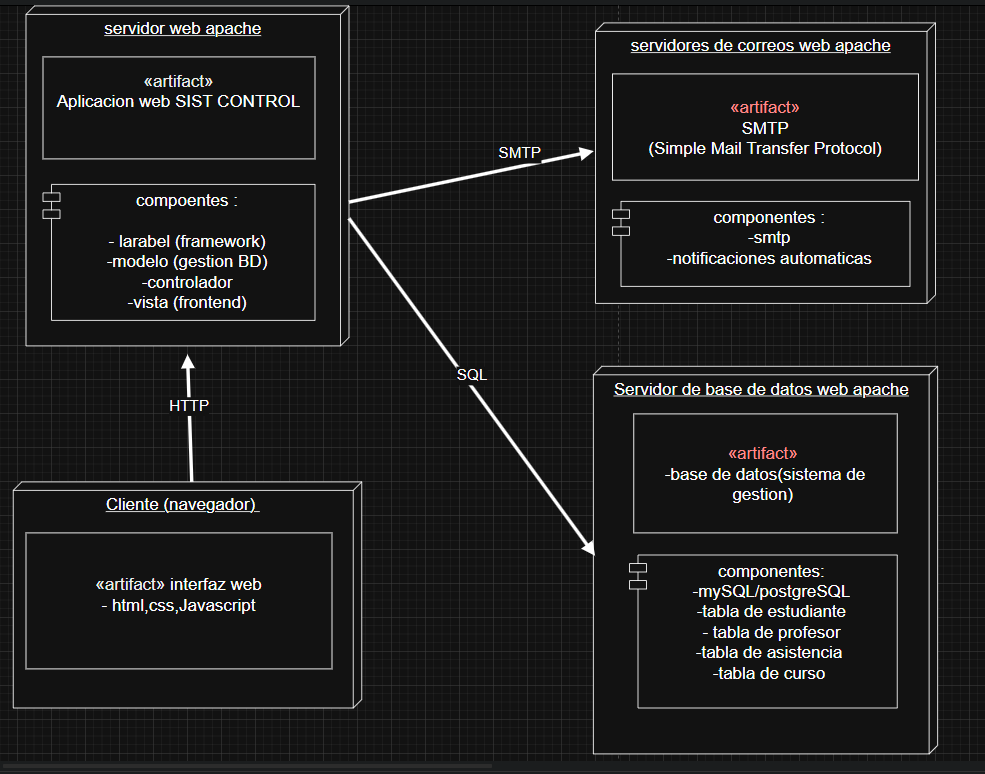 servidor web apache
«artifact»
Aplicacion web SIST CONTROL
compoentes :
- larabel (framework)
-modelo (gestion BD)
-controlador
-vista (frontend)
HTTP
Cliente (navegador)
«artifact» interfaz web
- html,css,Javascript
SMTP
SQL
servidores de correos web apache
«artifact»
SMTP
(Simple Mail Transfer Protocol)
componentes :
-smtp
-notificaciones automaticas
Servidor de base de datos web apache
«artifact»
-base de datos(sistema de
gestion)
componentes:
-mySQL/postgreSQL
-tabla de estudiante
- tabla de profesor
-tabla de asistencia
-tabla de curso